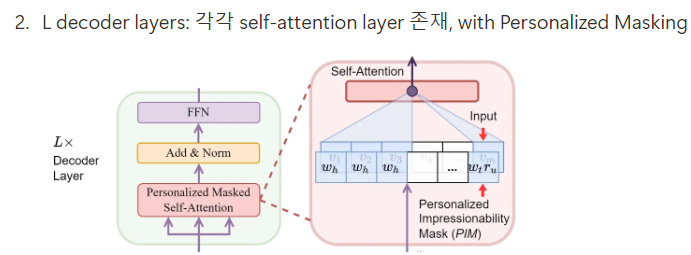 2. L decoder layers: 각각 self-attention layer 존재, with Personalized Masking
Self-Attention
FFN
Input
L×
Decoder
Layer
Add & Norm
v₁ v₂ v₃ v₄ ... vₘ
wₕ wₕ wₕ ... wₜrᵤ
Personalized Masked
Self-Attention
Personalized
Impressionability
Mask (PIM)